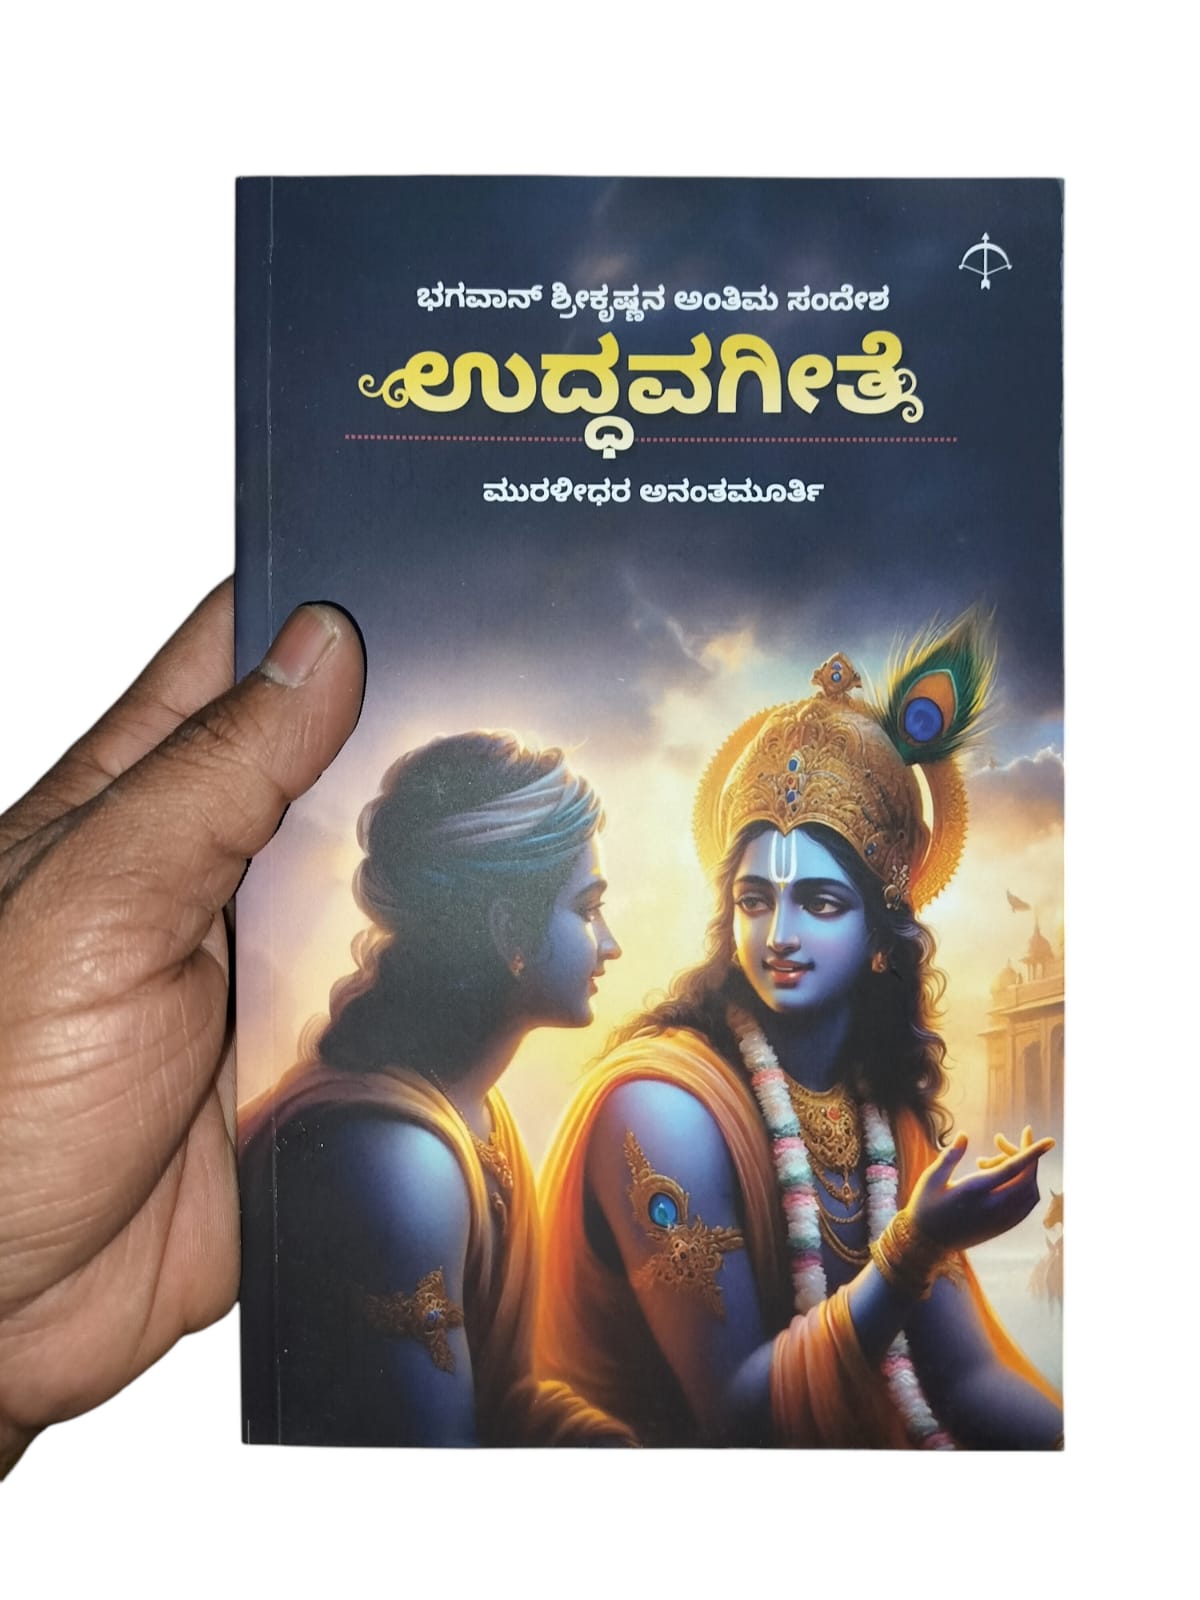 ಭಗವಾನ್ ಶ್ರೀಕೃಷ್ಣನ ಅಂತಿಮ ಸಂದೇಶ
ಉದ್ಧವಗೀತೆ
ಮುರಳೀಧರ ಅನಂತಮೂರ್ತಿ